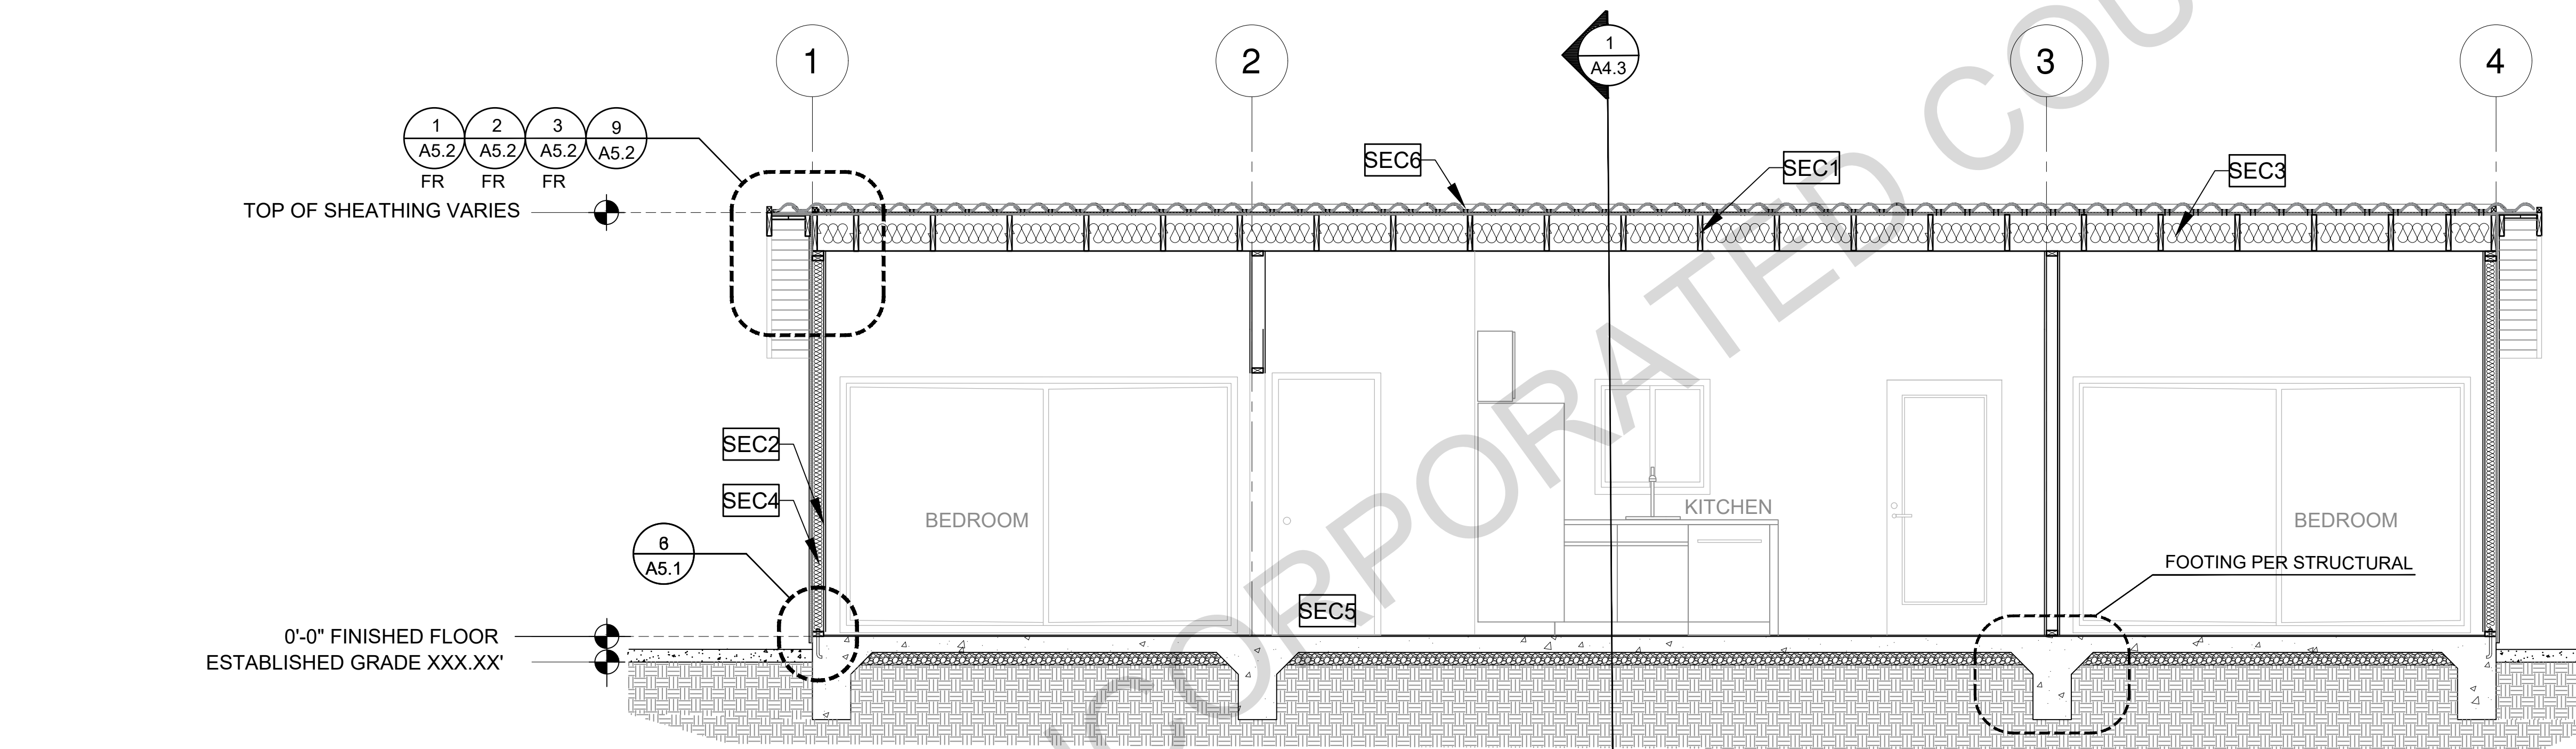 1
2
1
A4.3
3
4
1
A5.2
FR
2
A5.2
FR
3
A5.2
FR
9
A5.2
SEC6
SEC1
SEC3
TOP OF SHEATHING VARIES
SEC2
SEC4
BEDROOM
KITCHEN
BEDROOM
A5.1
FOOTING PER STRUCTURAL
SEC5
0'-0" FINISHED FLOOR
ESTABLISHED GRADE XXX.XX'